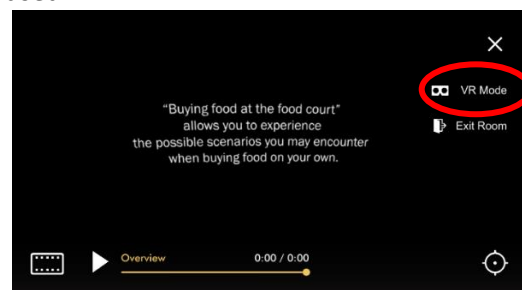 VR Mode
"Buying food at the food court"
allows you to experience
the possible scenarios you may encounter
when buying food on your own.
Exit Room
Overview 0:00 / 0:00